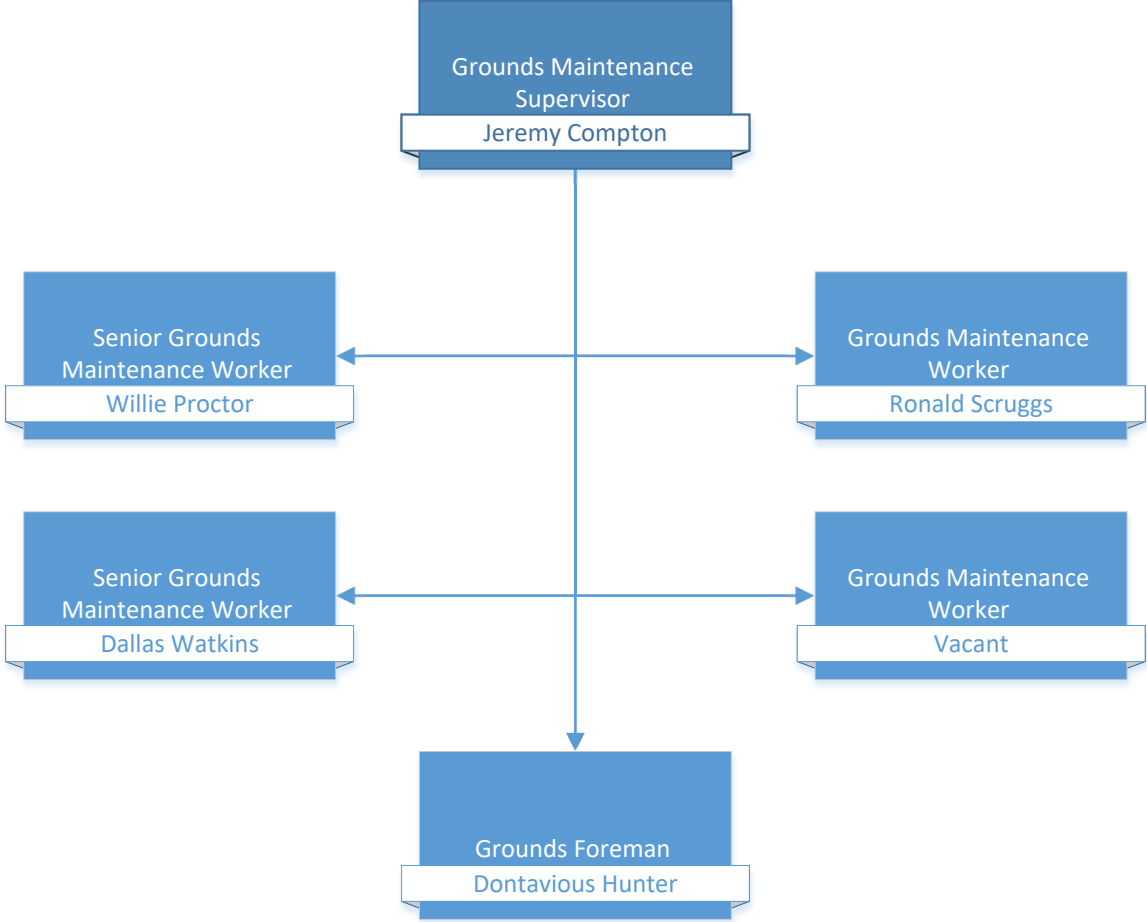 Grounds Maintenance
Supervisor
Jeremy Compton
Senior Grounds
Maintenance Worker
Willie Proctor
Grounds Maintenance
Worker
Ronald Scruggs
Senior Grounds
Maintenance Worker
Dallas Watkins
Grounds Maintenance
Worker
Vacant
Grounds Foreman
Dontavious Hunter